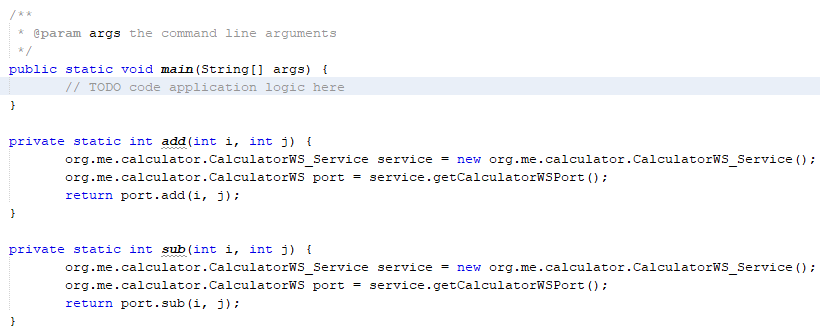 /**
 * @param args the command line arguments
 */
public static void main(String[] args) {
       // TODO code application logic here
}
private static int add(int i, int j) {
       org.me.calculator.CalculatorWS_Service service = new org.me.calculator.CalculatorWS_Service();
       org.me.calculator.CalculatorWS port = service.getCalculatorWSPort();
       return port.add(i, j);
}
private static int sub(int i, int j) {
       org.me.calculator.CalculatorWS_Service service = new org.me.calculator.CalculatorWS_Service();
       org.me.calculator.CalculatorWS port = service.getCalculatorWSPort();
       return port.sub(i, j);
}